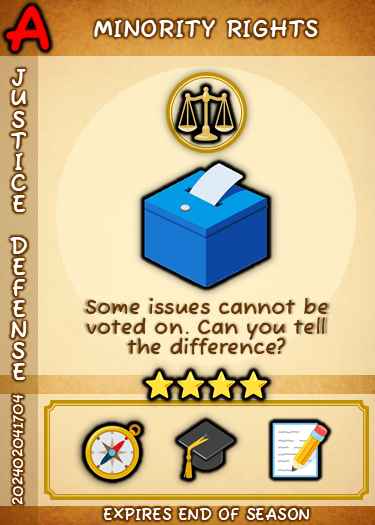 A
MINORITY RIGHTS
JUSTICE DEFENSE
202402041704
Some issues cannot be
voted on. Can you tell
the difference?
EXPIRES END OF SEASON